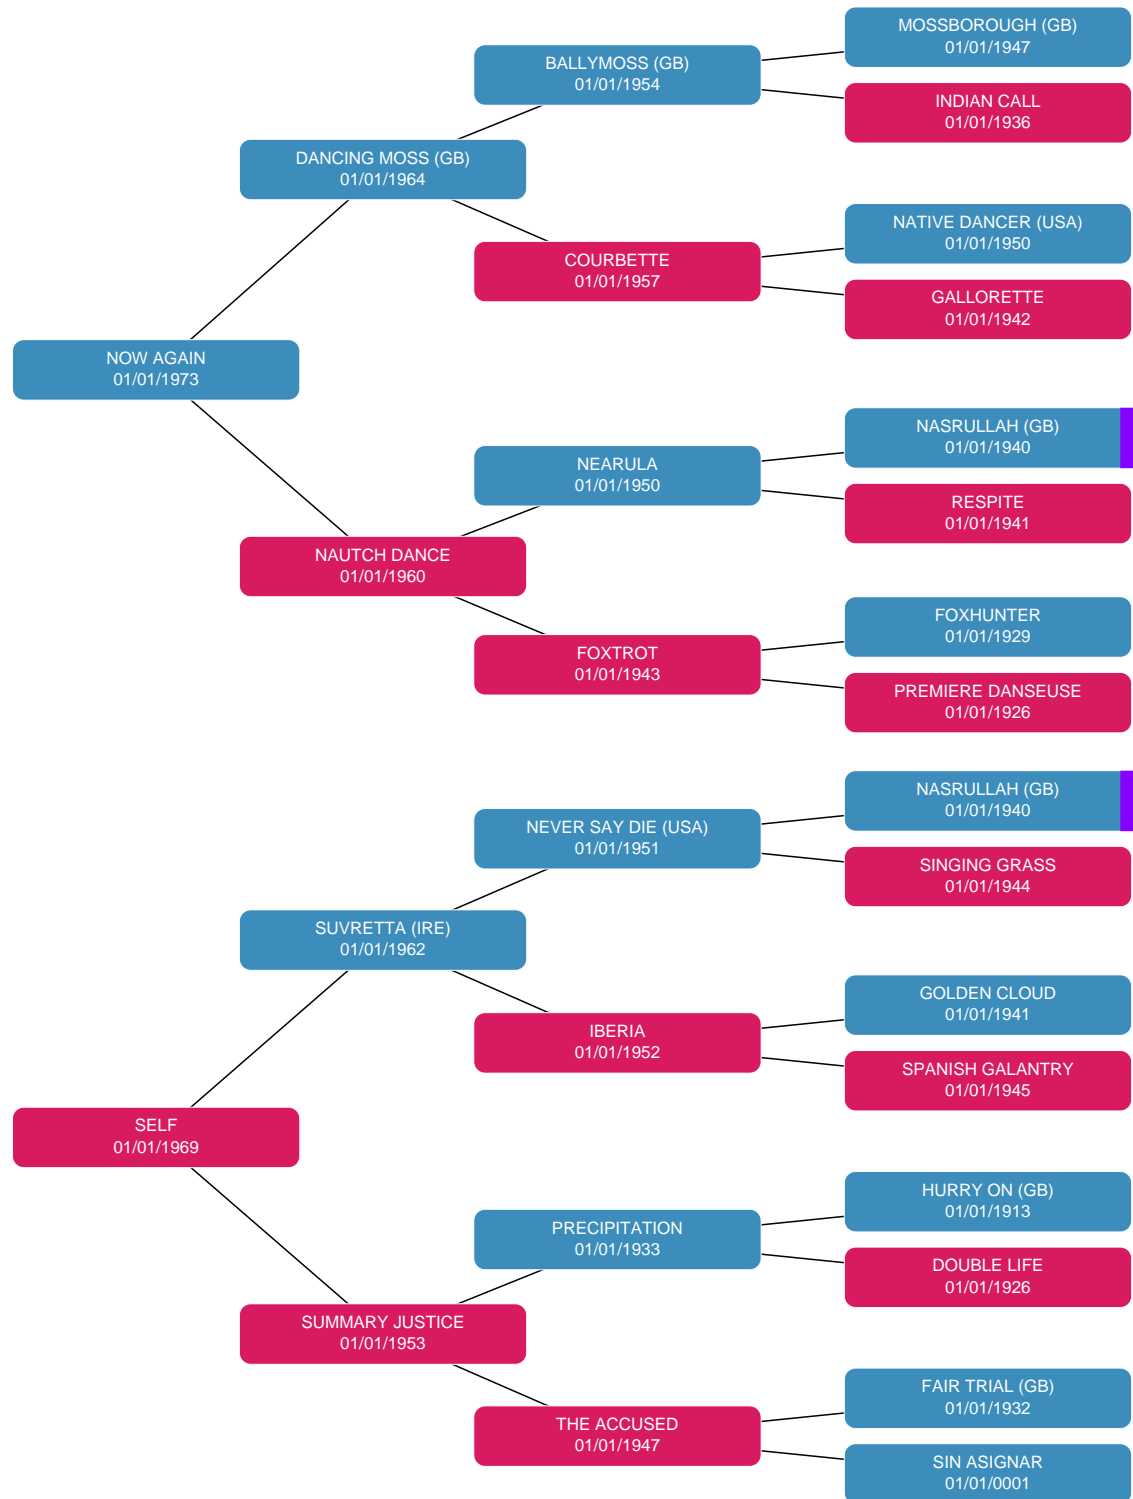 MOSSBOROUGH (GB)
01/01/1947
BALLYMOSS (GB)
01/01/1954
INDIAN CALL
01/01/1936
DANCING MOSS (GB)
01/01/1964
NATIVE DANCER (USA)
01/01/1950
COURBETTE
01/01/1957
GALLORETTE
01/01/1942
NOW AGAIN
01/01/1973
NASRULLAH (GB)
01/01/1940
NEARULA
01/01/1950
RESPITE
01/01/1941
NAUTCH DANCE
01/01/1960
FOXHUNTER
01/01/1929
FOXTROT
01/01/1943
PREMIERE DANSEUSE
01/01/1926
NASRULLAH (GB)
01/01/1940
NEVER SAY DIE (USA)
01/01/1951
SINGING GRASS
01/01/1944
SUVRETTA (IRE)
01/01/1962
GOLDEN CLOUD
01/01/1941
IBERIA
01/01/1952
SPANISH GALANTRY
01/01/1945
SELF
01/01/1969
HURRY ON (GB)
01/01/1913
PRECIPITATION
01/01/1933
DOUBLE LIFE
01/01/1926
SUMMARY JUSTICE
01/01/1953
FAIR TRIAL (GB)
01/01/1932
THE ACCUSED
01/01/1947
SIN ASIGNAR
01/01/0001